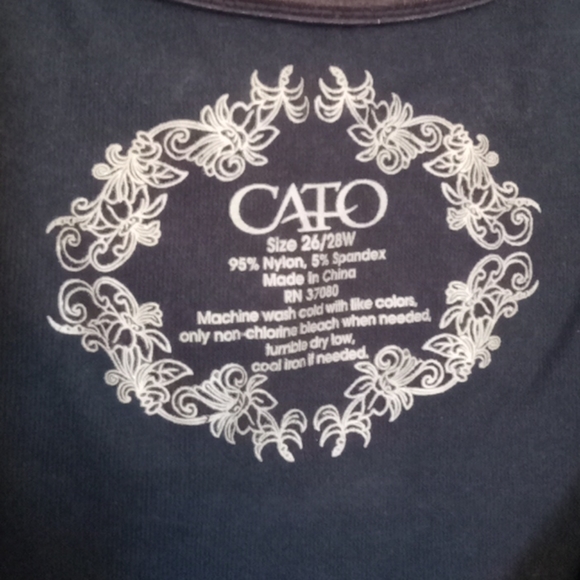 CATO
Size 26/28W
95% Nylon, 5% Spandex
Made in China
RN 37080
Machine wash cold with like colors,
only non-chlorine bleach when needed,
tumble dry low,
cool iron if needed.